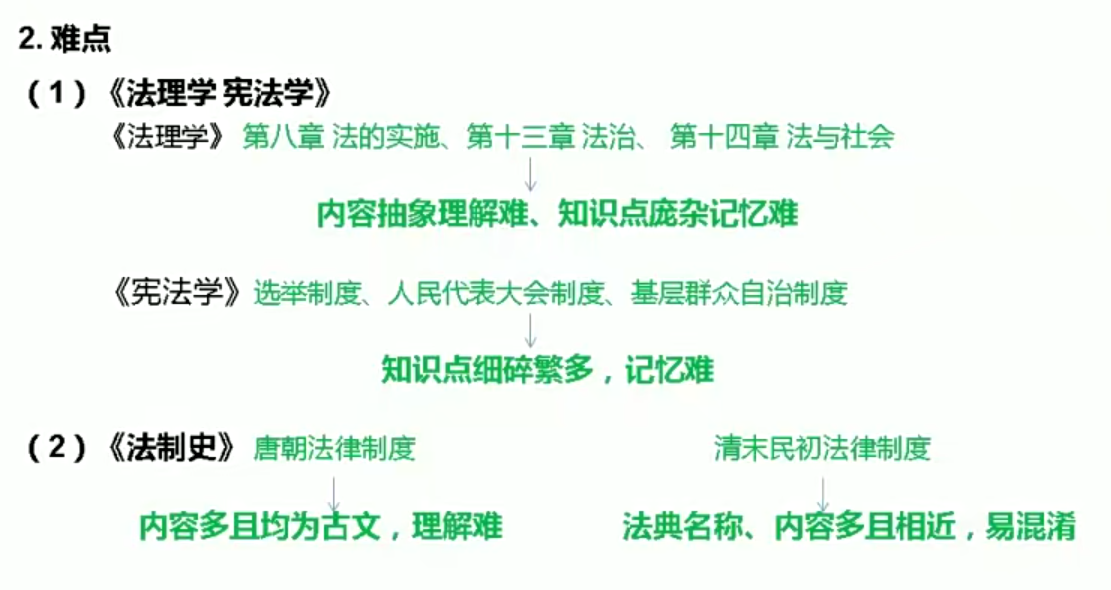 2. 难点
（1）《法理学 宪法学》
《法理学》 第八章 法的实施、第十三章 法治、 第十四章 法与社会
内容抽象理解难、知识点庞杂记忆难
《宪法学》选举制度、人民代表大会制度、基层群众自治制度
知识点细碎繁多，记忆难
（2）《法制史》 唐朝法律制度 清末民初法律制度
内容多且均为古文，理解难 法典名称、内容多且相近，易混淆